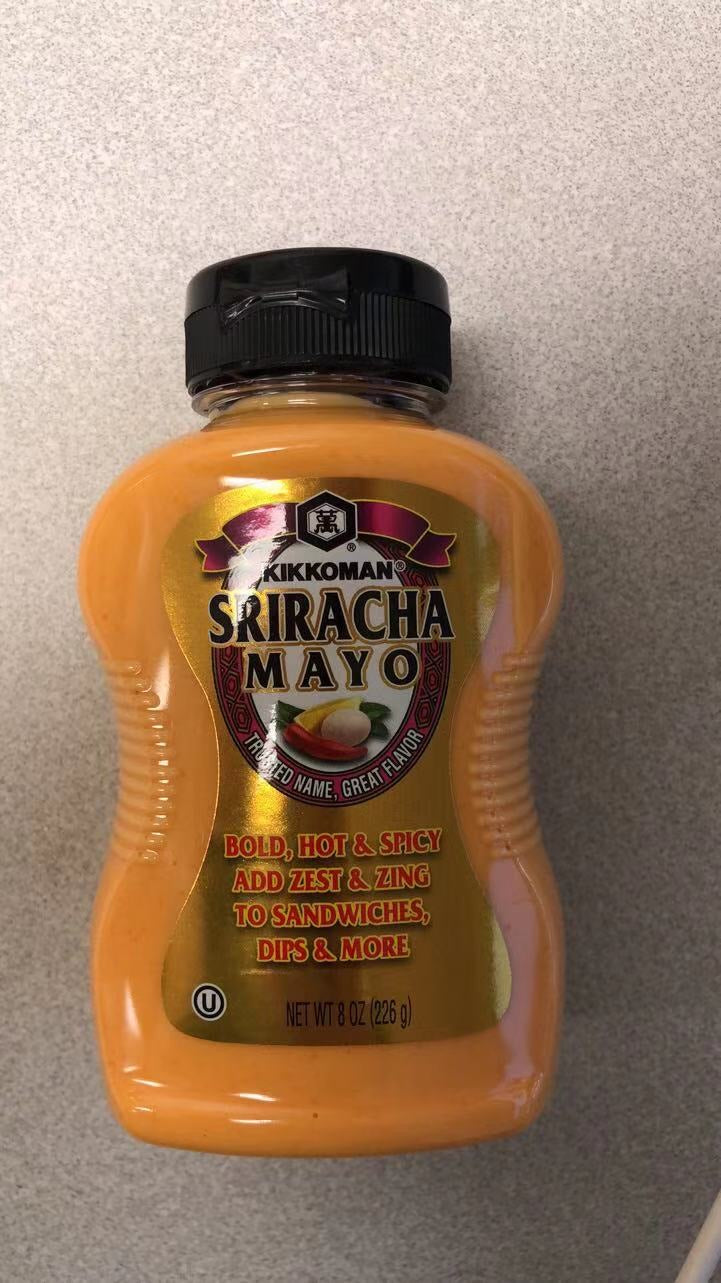 萬
®
KIKKOMAN®
SRIRACHA
MAYO
TRUSTED NAME, GREAT FLAVOR
BOLD, HOT & SPICY
ADD ZEST & ZING
TO SANDWICHES,
DIPS & MORE
U
NET WT 8 OZ (226 g)